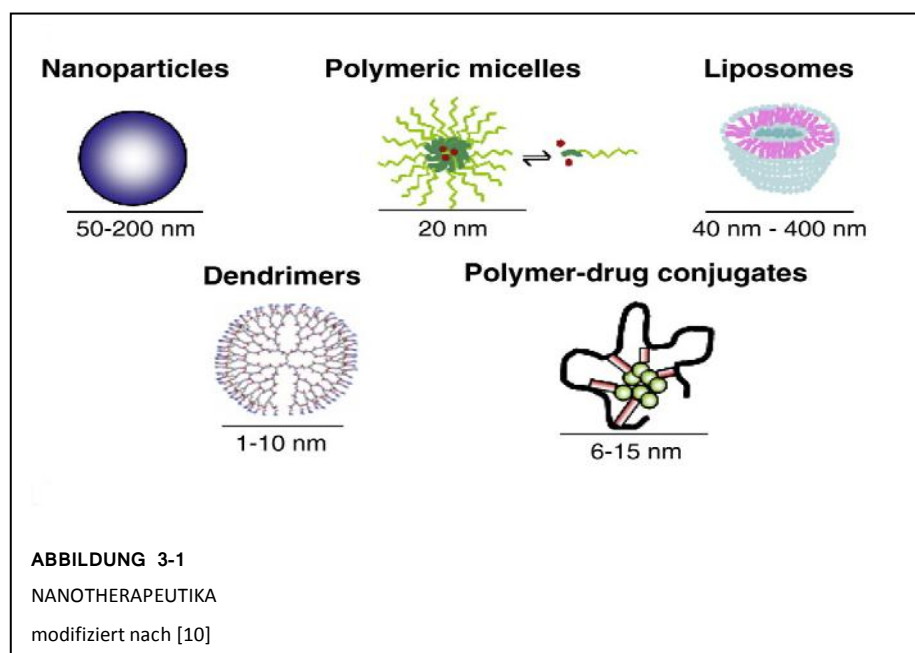 Nanoparticles
Polymeric micelles
Liposomes
50-200 nm
20 nm
40 nm - 400 nm
Dendrimers
Polymer-drug conjugates
1-10 nm
6-15 nm
ABBILDUNG 3-1
NANOTHERAPEUTIKA
modifiziert nach [10]